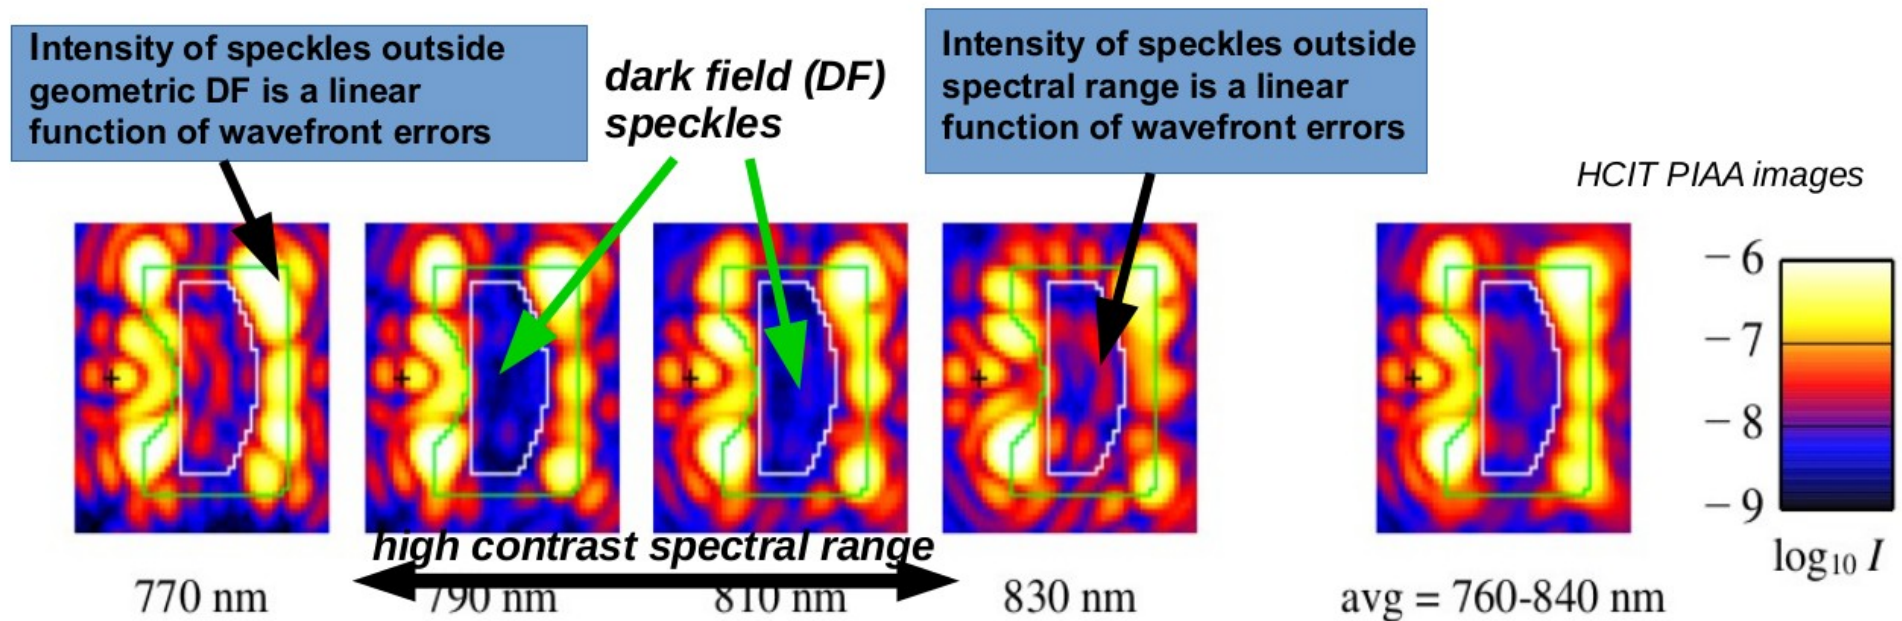 Intensity of speckles outside
geometric DF is a linear
function of wavefront errors
dark field (DF)
speckles
Intensity of speckles outside
spectral range is a linear
function of wavefront errors
HCIT PIAA images
+
+
+
+
+
− 6
− 7
− 8
− 9
log₁₀ I
high contrast spectral range
770 nm
790 nm
810 nm
830 nm
avg = 760-840 nm